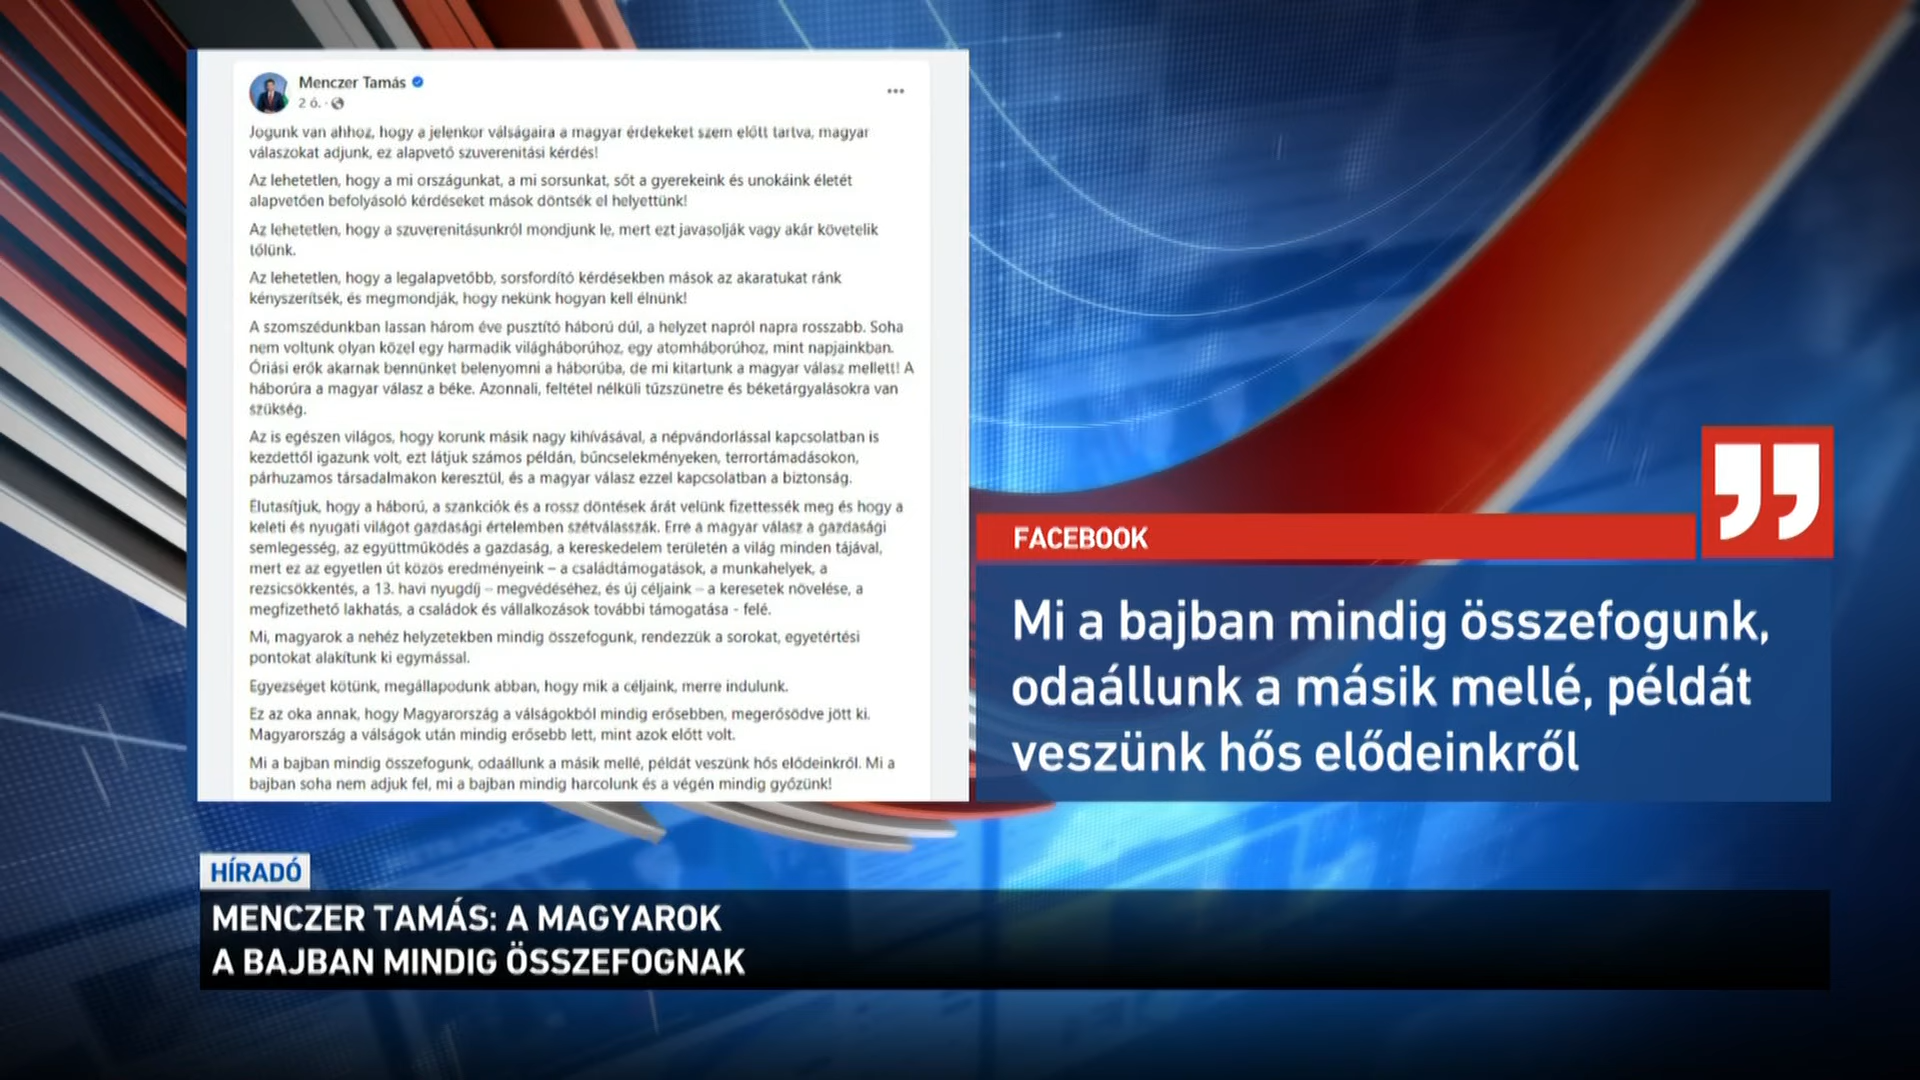 Menczer Tamás
2 ó.
Jogunk van ahhoz, hogy a jelenkor válságaira a magyar érdekeket szem előtt tartva, magyar
válaszokat adjunk, ez alapvető szuverenitási kérdés!
Az lehetetlen, hogy a mi országunkat, a mi sorsunkat, sőt a gyerekeink és unokáink életét
alapvetően befolyásoló kérdéseket mások döntsék el helyettünk!
Az lehetetlen, hogy a szuverenitásunkról mondjunk le, mert ezt javasolják vagy akár követelik
tőlünk.
Az lehetetlen, hogy a legalapvetőbb, sorsfordító kérdésekben mások az akaratukat ránk
kényszerítsék, és megmondják, hogy nekünk hogyan kell élnünk!
A szomszédunkban lassan három éve pusztító háború dúl, a helyzet napról napra rosszabb. Soha
nem voltunk olyan közel egy harmadik világháborúhoz, egy atomháborúhoz, mint napjainkban.
Óriási erők akarnak bennünket belenyomni a háborúba, de mi kitartunk a magyar válasz mellett! A
háborúra a magyar válasz a béke. Azonnali, feltétel nélküli tűzszünetre és béketárgyalásokra van
szükség.
Az is egészen világos, hogy korunk másik nagy kihívásával, a népvándorlással kapcsolatban is
kezdettől igazunk volt, ezt látjuk számos példán, bűncselekményeken, terrortámadásokon,
párhuzamos társadalmakon keresztül, és a magyar válasz ezzel kapcsolatban a biztonság.
Elutasítjuk, hogy a háború, a szankciók és a rossz döntések árát velünk fizettessék meg és hogy a
keleti és nyugati világot gazdasági értelemben szétválasszák. Erre a magyar válasz a gazdasági
semlegesség, az együttműködés a gazdaság, a kereskedelem területén a világ minden tájával,
mert ez az egyetlen út közös eredményeink – a családtámogatások, a munkahelyek, a
rezsicsökkentés, a 13. havi nyugdíj – megvédéséhez, és új céljaink – a keresetek növelése, a
megfizethető lakhatás, a családok és vállalkozások további támogatása - felé.
Mi, magyarok a nehéz helyzetekben mindig összefogunk, rendezzük a sorokat, egyetértési
pontokat alakítunk ki egymással.
Egyezséget kötünk, megállapodunk abban, hogy mik a céljaink, merre indulunk.
Ez az oka annak, hogy Magyarország a válságokból mindig erősebben, megerősödve jött ki.
Magyarország a válságok után mindig erősebb lett, mint azok előtt volt.
Mi a bajban mindig összefogunk, odaállunk a másik mellé, példát veszünk hős elődeinkről. Mi a
bajban soha nem adjuk fel, mi a bajban mindig harcolunk és a végén mindig győzünk!
FACEBOOK
Mi a bajban mindig összefogunk,
odaállunk a másik mellé, példát
veszünk hős elődeinkről
HÍRADÓ
MENCZER TAMÁS: A MAGYAROK
A BAJBAN MINDIG ÖSSZEFOGNAK